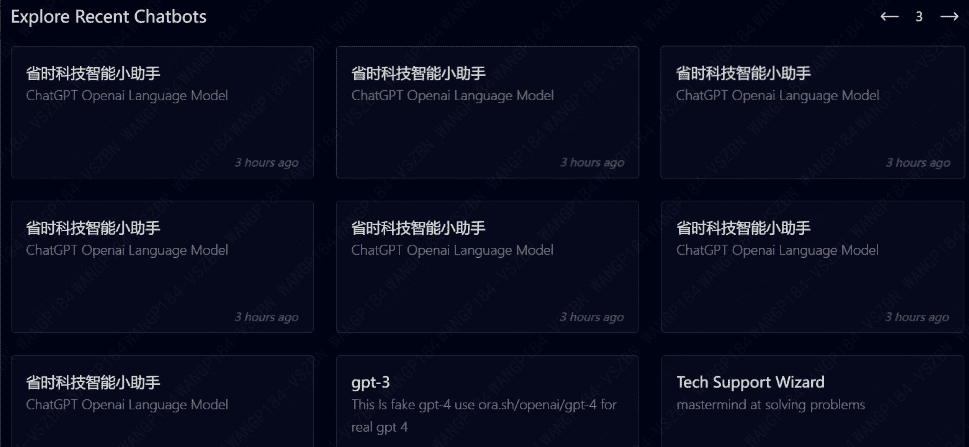 Explore Recent Chatbots
← 3 →
省时科技智能小助手
ChatGPT Openai Language Model
3 hours ago
省时科技智能小助手
ChatGPT Openai Language Model
3 hours ago
省时科技智能小助手
ChatGPT Openai Language Model
3 hours ago
省时科技智能小助手
ChatGPT Openai Language Model
3 hours ago
省时科技智能小助手
ChatGPT Openai Language Model
3 hours ago
省时科技智能小助手
ChatGPT Openai Language Model
3 hours ago
省时科技智能小助手
ChatGPT Openai Language Model
gpt-3
This Is fake gpt-4 use ora.sh/openai/gpt-4 for
real gpt 4
Tech Support Wizard
mastermind at solving problems
WANGP184-VSZBN